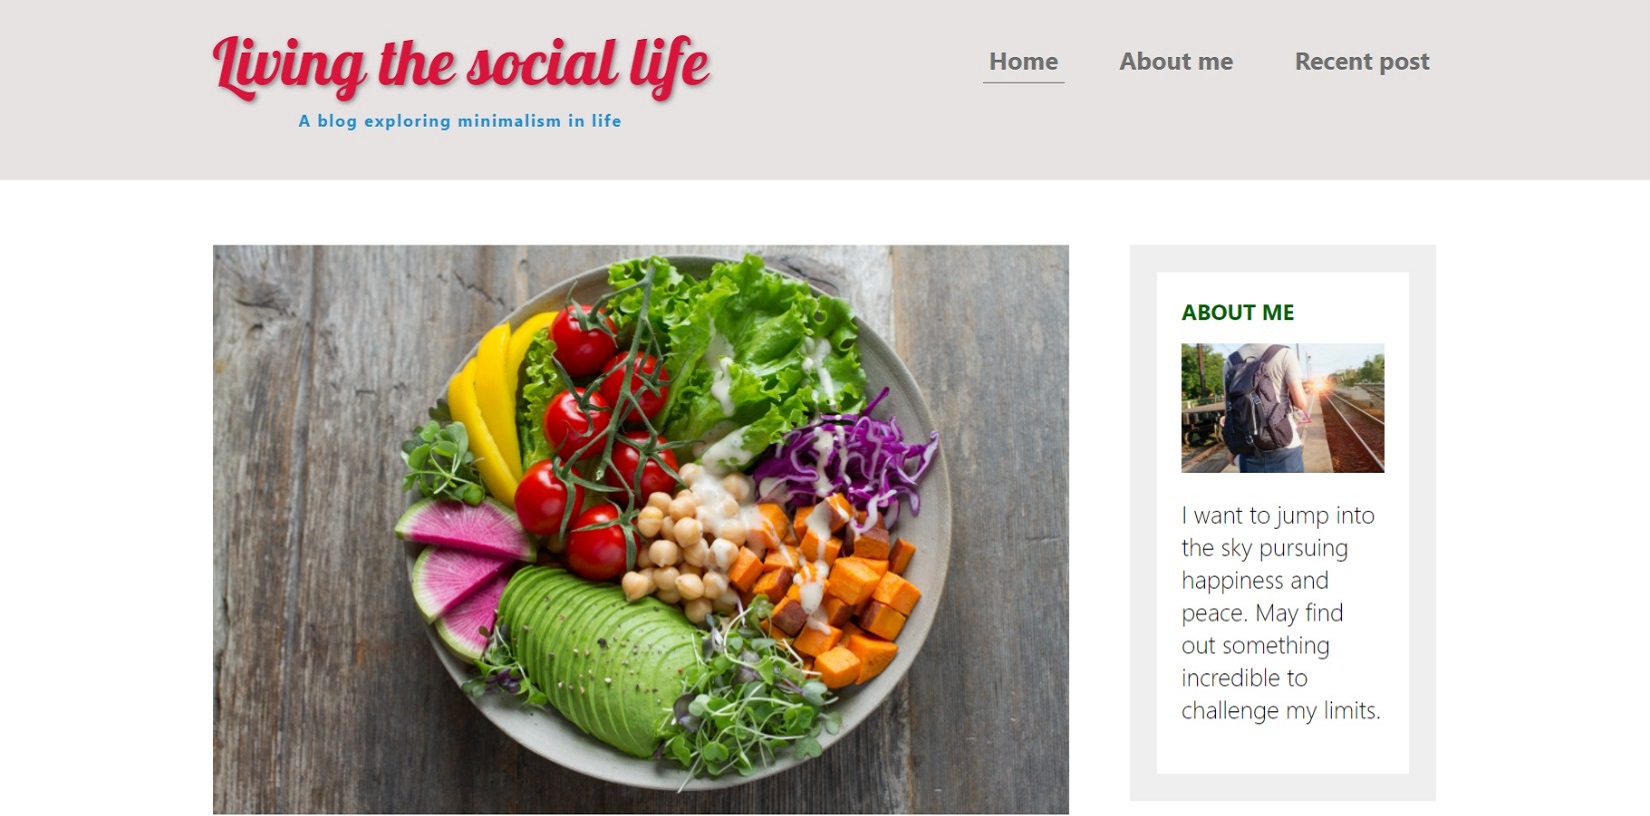 Living the social life
A blog exploring minimalism in life
Home
About me
Recent post
ABOUT ME
I want to jump into
the sky pursuing
happiness and
peace. May find
out something
incredible to
challenge my limits.